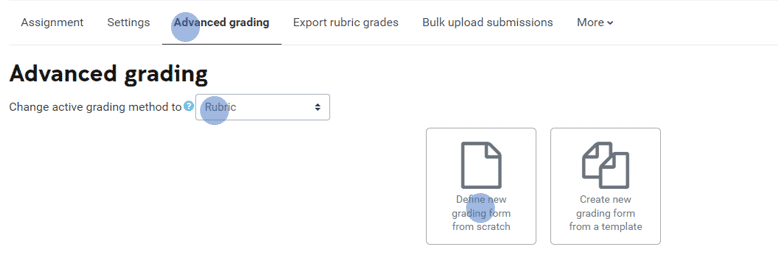 Assignment Settings Advanced grading Export rubric grades Bulk upload submissions More
Advanced grading
Change active grading method to ? Rubric
Define new
grading form
from scratch
Create new
grading form
from a template